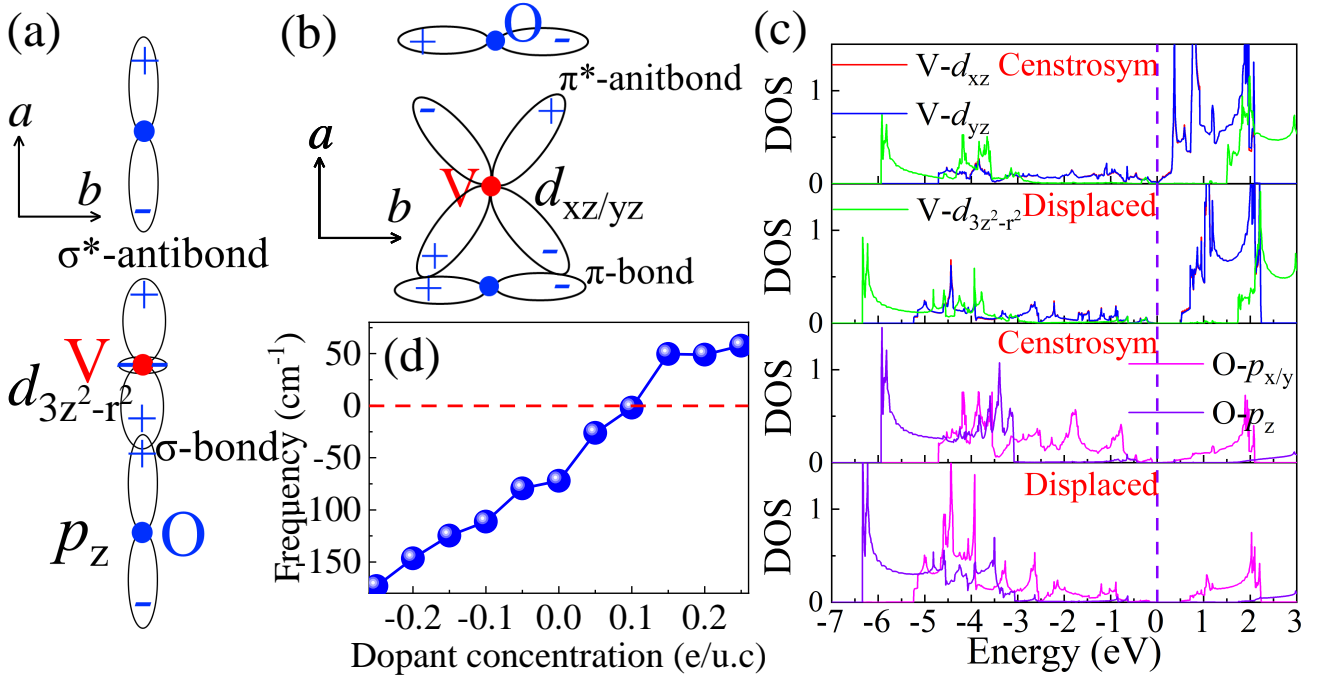 (a)
+
a
b
-
σ*-antibond
+
V
d3z²-r²
+
+
σ-bond
pz
O
-
(b)
O
+
-
π*-anitbond
-
+
a
V
b
dxz/yz
+
-
π-bond
+
-
(c)
DOS
1
0
V-dxz
Censtrosym
V-dyz
DOS
1
0
V-d3z²-r²
Displaced
DOS
1
0
Censtrosym
O-px/y
O-pz
DOS
1
0
Displaced
-7 -6 -5 -4 -3 -2 -1 0 1 2 3
Energy (eV)
(d)
Frequency (cm⁻¹)
50
0
-50
100
150
-0.2 -0.1 0.0 0.1 0.2
Dopant concentration (e/u.c)